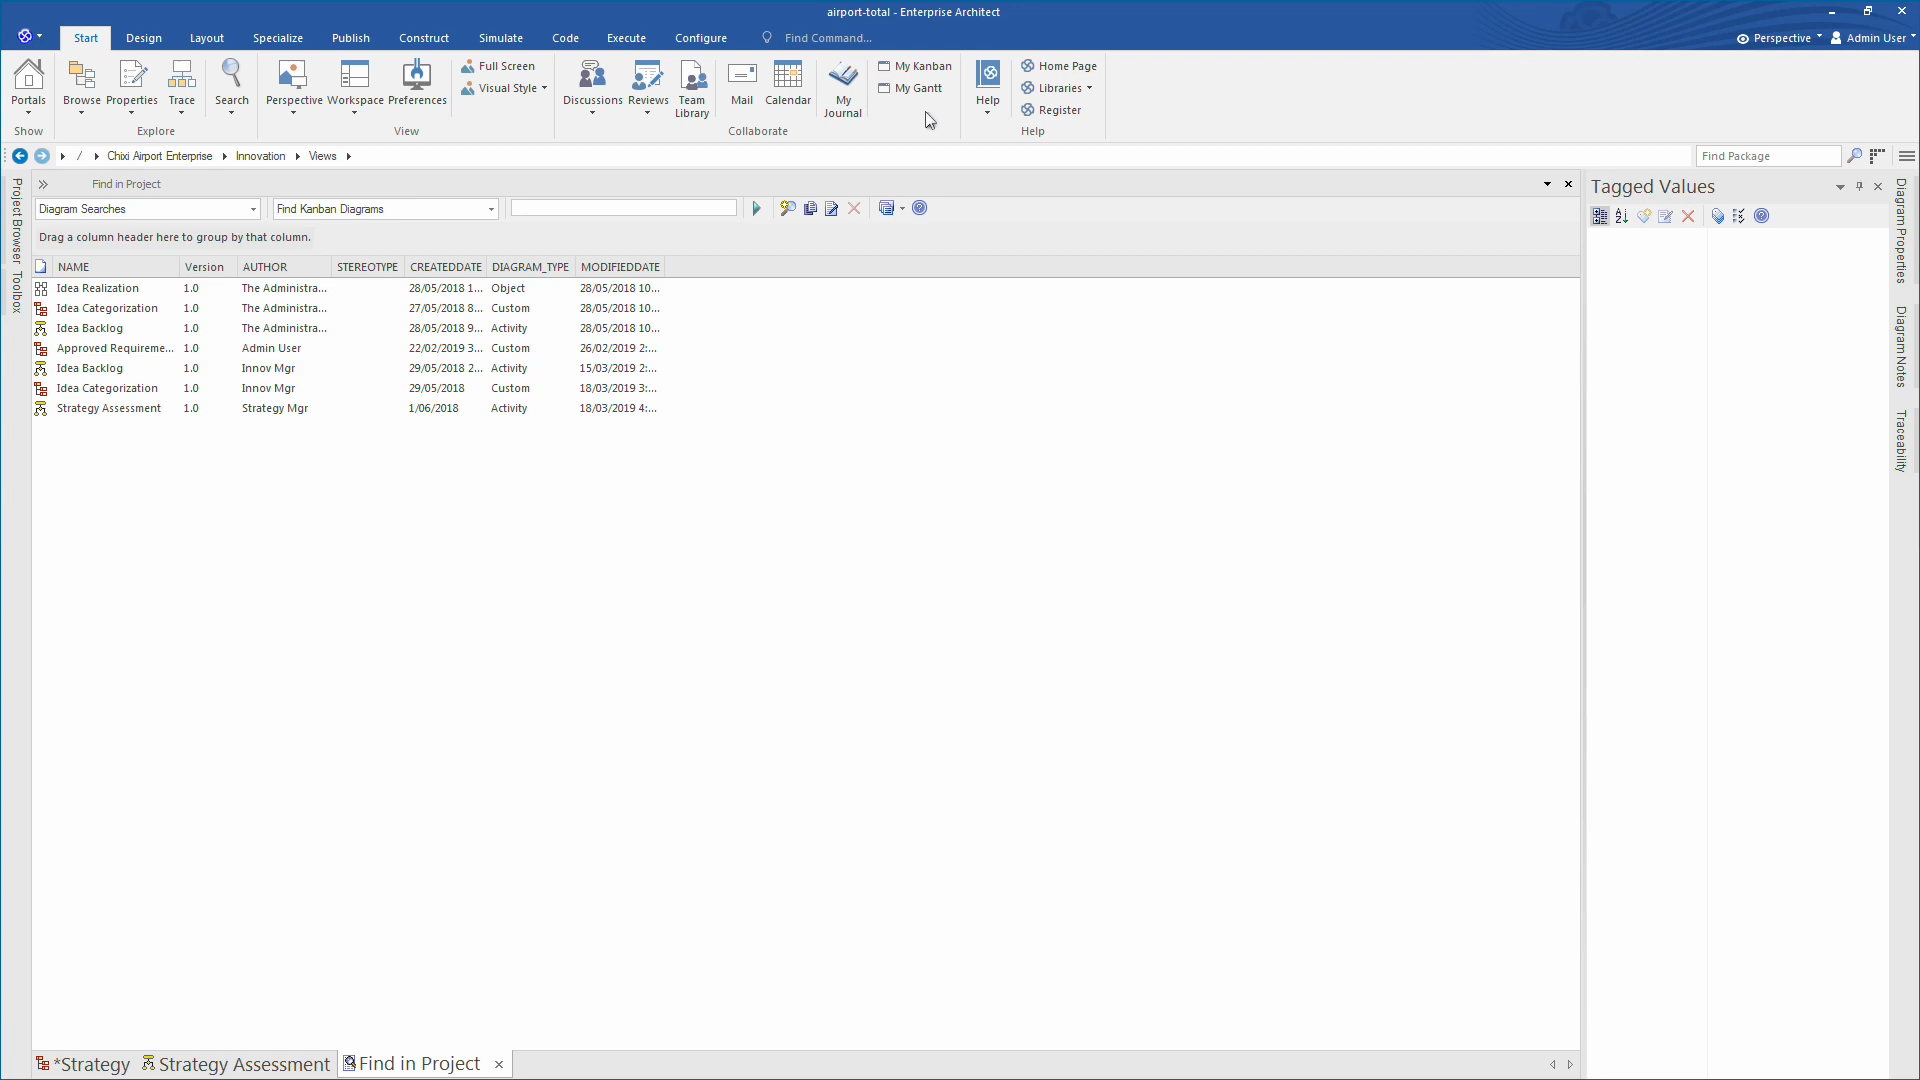 airport-total - Enterprise Architect
Start Design Layout Specialize Publish Construct Simulate Code Execute Configure Find Command... Perspective Admin User
Portals Browse Properties Trace Search Perspective Workspace Preferences Full Screen Visual Style Discussions Reviews Team Library Mail Calendar My Journal My Kanban My Gantt Help Home Page Libraries Register
Show Explore View Collaborate Help
/ Chixi Airport Enterprise Innovation Views Find Package
Find in Project
Diagram Searches Find Kanban Diagrams
Drag a column header here to group by that column.
NAME Version AUTHOR STEREOTYPE CREATEDDATE DIAGRAM_TYPE MODIFIEDDATE
Idea Realization 1.0 The Administra... 28/05/2018 1... Object 28/05/2018 10...
Idea Categorization 1.0 The Administra... 27/05/2018 8... Custom 28/05/2018 10...
Idea Backlog 1.0 The Administra... 28/05/2018 9... Activity 28/05/2018 10...
Approved Requireme... 1.0 Admin User 22/02/2019 3... Custom 26/02/2019 2:...
Idea Backlog 1.0 Innov Mgr 29/05/2018 2... Activity 15/03/2019 2:...
Idea Categorization 1.0 Innov Mgr 29/05/2018 Custom 18/03/2019 3:...
Strategy Assessment 1.0 Strategy Mgr 1/06/2018 Activity 18/03/2019 4:...
Project Browser
Toolbox
Tagged Values
Diagram Properties
Diagram Notes
Traceability
*Strategy Strategy Assessment Find in Project